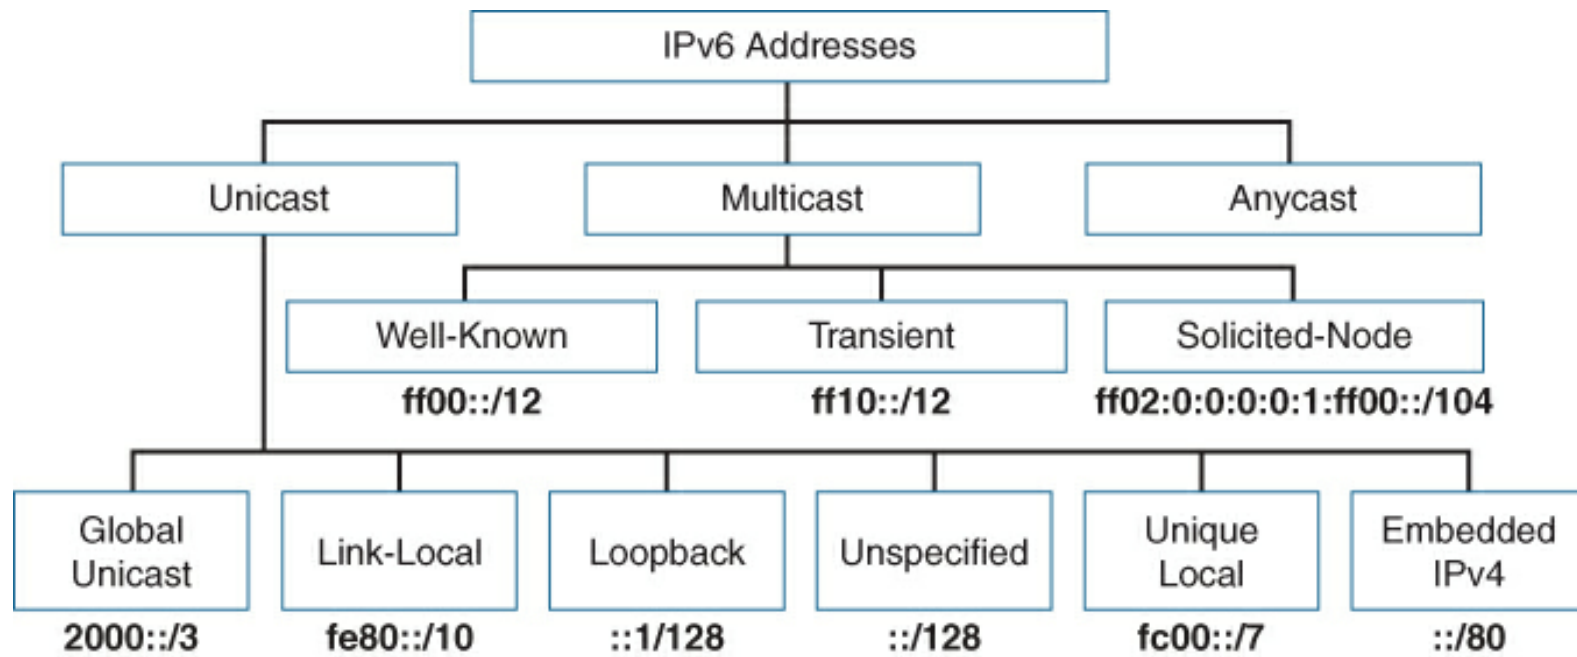 IPv6 Addresses
Unicast
Multicast
Anycast
Well-Known
Transient
Solicited-Node
ff00::/12
ff10::/12
ff02:0:0:0:0:1:ff00::/104
Global
Unicast
Link-Local
Loopback
Unspecified
Unique
Local
Embedded
IPv4
2000::/3
fe80::/10
::1/128
::/128
fc00::/7
::/80